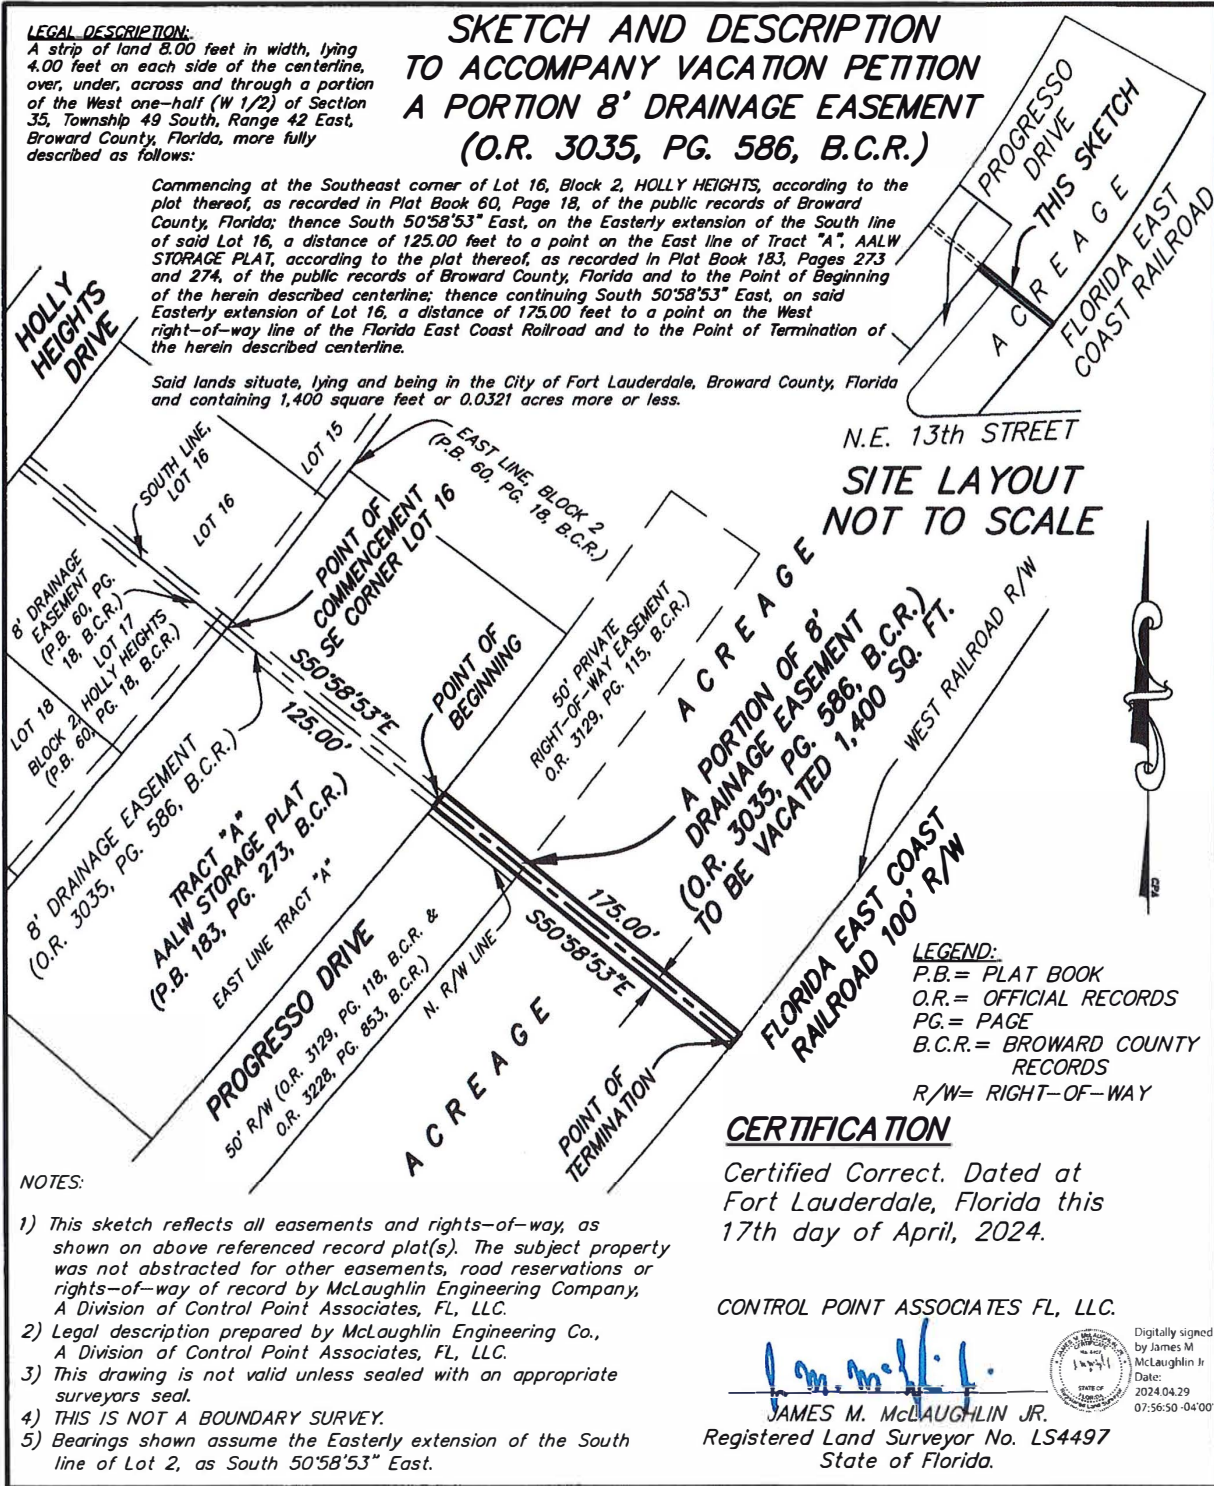 LEGAL DESCRIPTION:
A strip of land 8.00 feet in width, lying
4.00 feet on each side of the centerline,
over, under, across and through a portion
of the West one-half (W 1/2) of Section
35, Township 49 South, Range 42 East,
Broward County, Florida, more fully
described as follows:
SKETCH AND DESCRIPTION
TO ACCOMPANY VACATION PETITION
A PORTION 8' DRAINAGE EASEMENT
(O.R. 3035, PG. 586, B.C.R.)
Commencing at the Southeast corner of Lot 16, Block 2, HOLLY HEIGHTS, according to the
plot thereof, as recorded in Plat Book 60, Page 18, of the public records of Broward
County, Florida; thence South 50°58'53" East, on the Easterly extension of the South line
of said Lot 16, a distance of 125.00 feet to a point on the East line of Tract "A", AALW
STORAGE PLAT, according to the plot thereof, as recorded in Plat Book 183, Pages 273
and 274, of the public records of Broward County, Florida and to the Point of Beginning
of the herein described centerline; thence continuing South 50°58'53" East, on said
Easterly extension of Lot 16, a distance of 175.00 feet to a point on the West
right-of-way line of the Florida East Coast Railroad and to the Point of Termination of
the herein described centerline.
Said lands situate, lying and being in the City of Fort Lauderdale, Broward County, Florida
and containing 1,400 square feet or 0.0321 acres more or less.
PROGRESSO
DRIVE
THIS SKETCH
ACREAGE
FLORIDA EAST
COAST RAILROAD
N.E. 13th STREET
SITE LAYOUT
NOT TO SCALE
HOLLY
HEIGHTS
DRIVE
SOUTH LINE,
LOT 16
LOT 16
LOT 15
EAST LINE, BLOCK 2
(P.B. 60, PG. 18, B.C.R.)
POINT OF
COMMENCEMENT
SE CORNER LOT 16
8' DRAINAGE
EASEMENT
(P.B. 60, PG.
18, B.C.R.)
LOT 17
LOT 18
BLOCK 2, HOLLY HEIGHTS
(P.B. 60, PG. 18, B.C.R.)
S50°58'53"E
125.00'
POINT OF
BEGINNING
50' PRIVATE
RIGHT-OF-WAY EASEMENT
O.R. 3129, PG. 115, B.C.R.)
ACREAGE
A PORTION OF 8'
DRAINAGE EASEMENT
(O.R. 3035, PG. 586, B.C.R.)
TO BE VACATED 1,400 SQ. FT.
WEST RAILROAD R/W
8' DRAINAGE EASEMENT
(O.R. 3035, PG. 586, B.C.R.)
TRACT "A"
AALW STORAGE PLAT
(P.B. 183, PG. 273, B.C.R.)
EAST LINE TRACT "A"
PROGRESSO DRIVE
50' R/W (O.R. 3129, PG. 118, B.C.R. &
O.R. 3228, PG. 853, B.C.R.)
N. R/W LINE
175.00'
S50°58'53"E
ACREAGE
FLORIDA EAST COAST
RAILROAD 100' R/W
POINT OF
TERMINATION
CPA
LEGEND:
P.B.= PLAT BOOK
O.R.= OFFICIAL RECORDS
PG.= PAGE
B.C.R.= BROWARD COUNTY
RECORDS
R/W= RIGHT-OF-WAY
NOTES:
1) This sketch reflects all easements and rights-of-way, as
shown on above referenced record plat(s). The subject property
was not abstracted for other easements, road reservations or
rights-of-way of record by McLaughlin Engineering Company,
A Division of Control Point Associates, FL, LLC.
2) Legal description prepared by McLaughlin Engineering Co.,
A Division of Control Point Associates, FL, LLC.
3) This drawing is not valid unless sealed with an appropriate
surveyors seal.
4) THIS IS NOT A BOUNDARY SURVEY.
5) Bearings shown assume the Easterly extension of the South
line of Lot 2, as South 50°58'53" East.
CERTIFICATION
Certified Correct. Dated at
Fort Lauderdale, Florida this
17th day of April, 2024.
CONTROL POINT ASSOCIATES FL, LLC.
JAMES M. McLAUGHLIN JR.
Registered Land Surveyor No. LS4497
State of Florida.
Digitally signed
by James M
McLaughlin Jr
Date:
2024.04.29
07:56:50 -04'00'